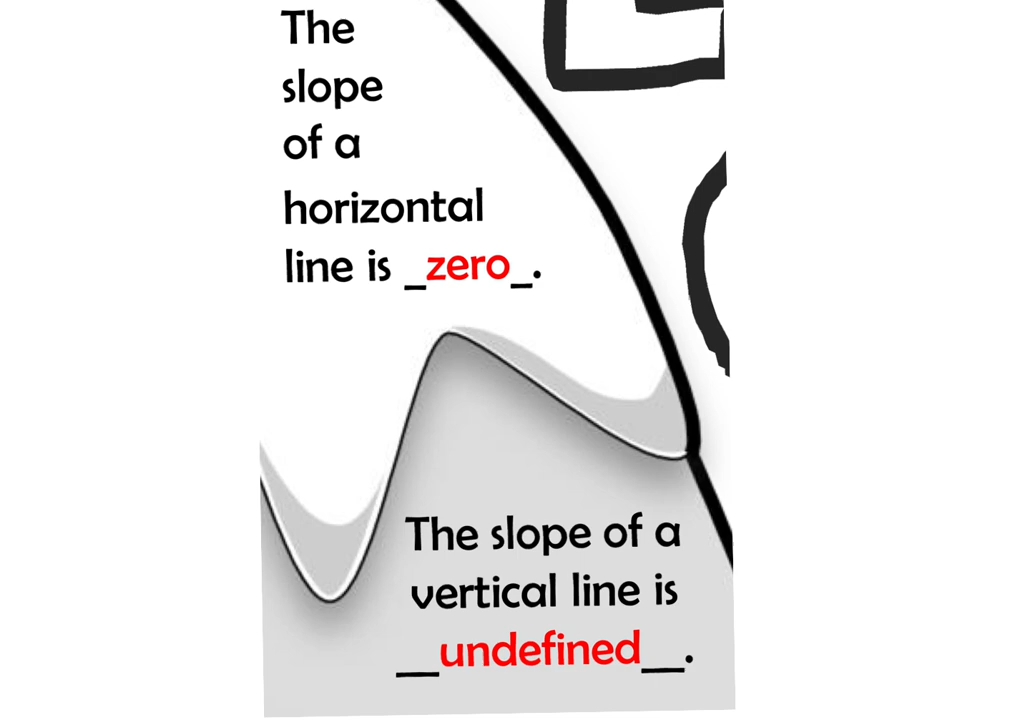 The
slope
of a
horizontal
line is _zero_.
The slope of a
vertical line is
__undefined__.